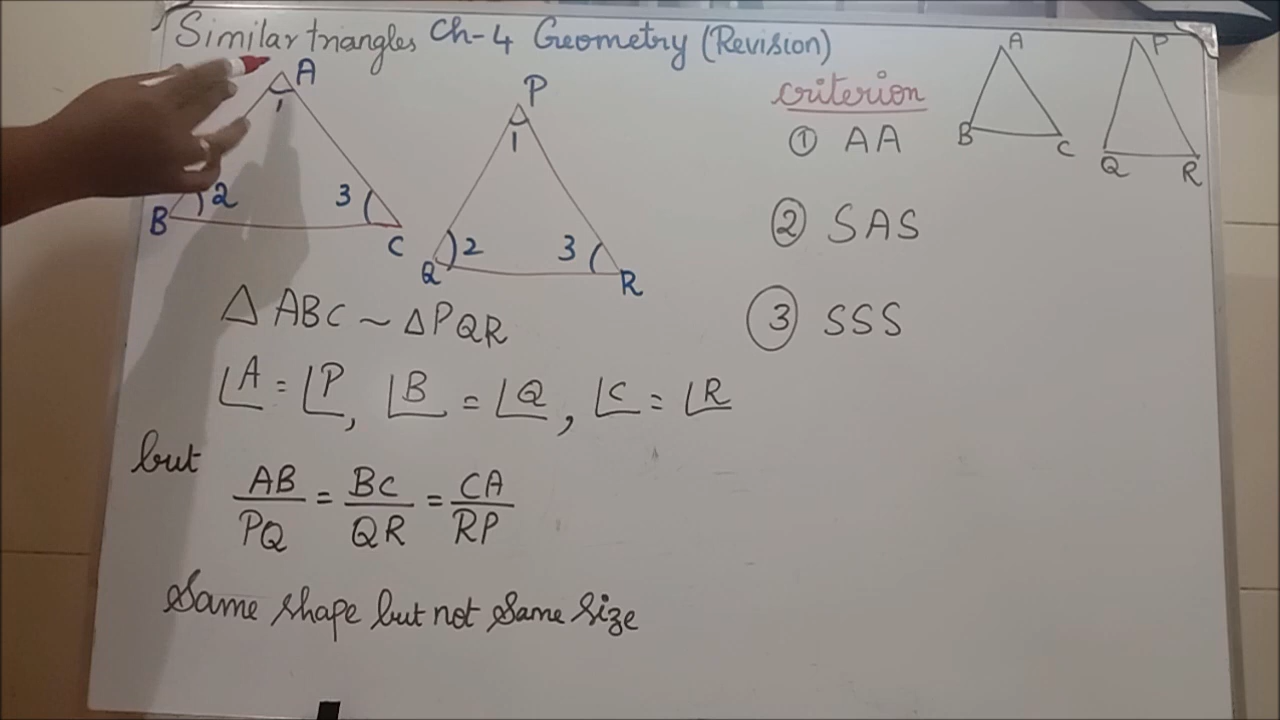 Similar triangles Ch-4 Geometry (Revision)
A
1
B 2 3 C
P
1
Q 2 3 R
△ ABC ~ △PQR
∠A = ∠P, ∠B = ∠Q, ∠C = ∠R
but
AB/PQ = BC/QR = CA/RP
Same shape but not same size
criterion
① AA
② SAS
③ SSS
A
B C
P
Q R